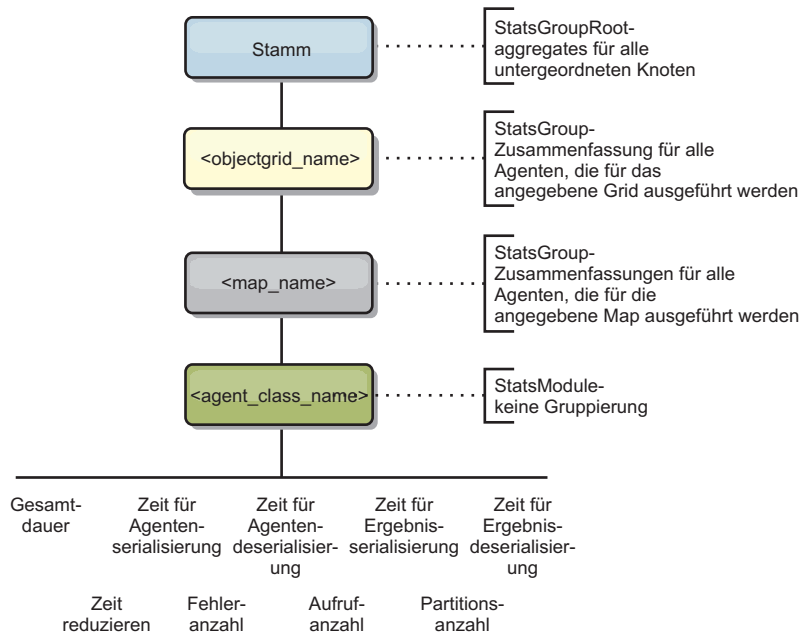 Stamm
StatsGroupRoot-
aggregates für alle
untergeordneten Knoten
<objectgrid_name>
StatsGroup-
Zusammenfassung für alle
Agenten, die für das
angegebene Grid ausgeführt werden
<map_name>
StatsGroup-
Zusammenfassungen für alle
Agenten, die für die
angegebene Map ausgeführt werden
<agent_class_name>
StatsModule-
keine Gruppierung
Gesamt-
dauer
Zeit für
Agenten-
serialisierung
Zeit für
Agenten-
deserialisier-
ung
Zeit für
Ergebnis-
serialisierung
Zeit für
Ergebnis-
deserialisier-
ung
Zeit
reduzieren
Fehler-
anzahl
Aufruf-
anzahl
Partitions-
anzahl